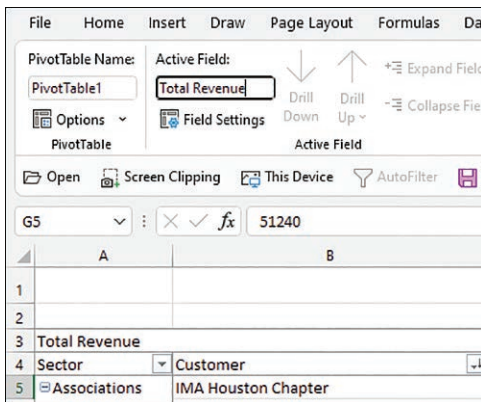 File Home Insert Draw Page Layout Formulas Da
PivotTable Name: Active Field:
PivotTable1 Total Revenue Drill Down Drill Up Expand Field
Options Field Settings Collapse Fie
PivotTable Active Field
Open Screen Clipping This Device AutoFilter
G5 fx 51240
A B
1
2
3 Total Revenue
4 Sector Customer
5 Associations IMA Houston Chapter